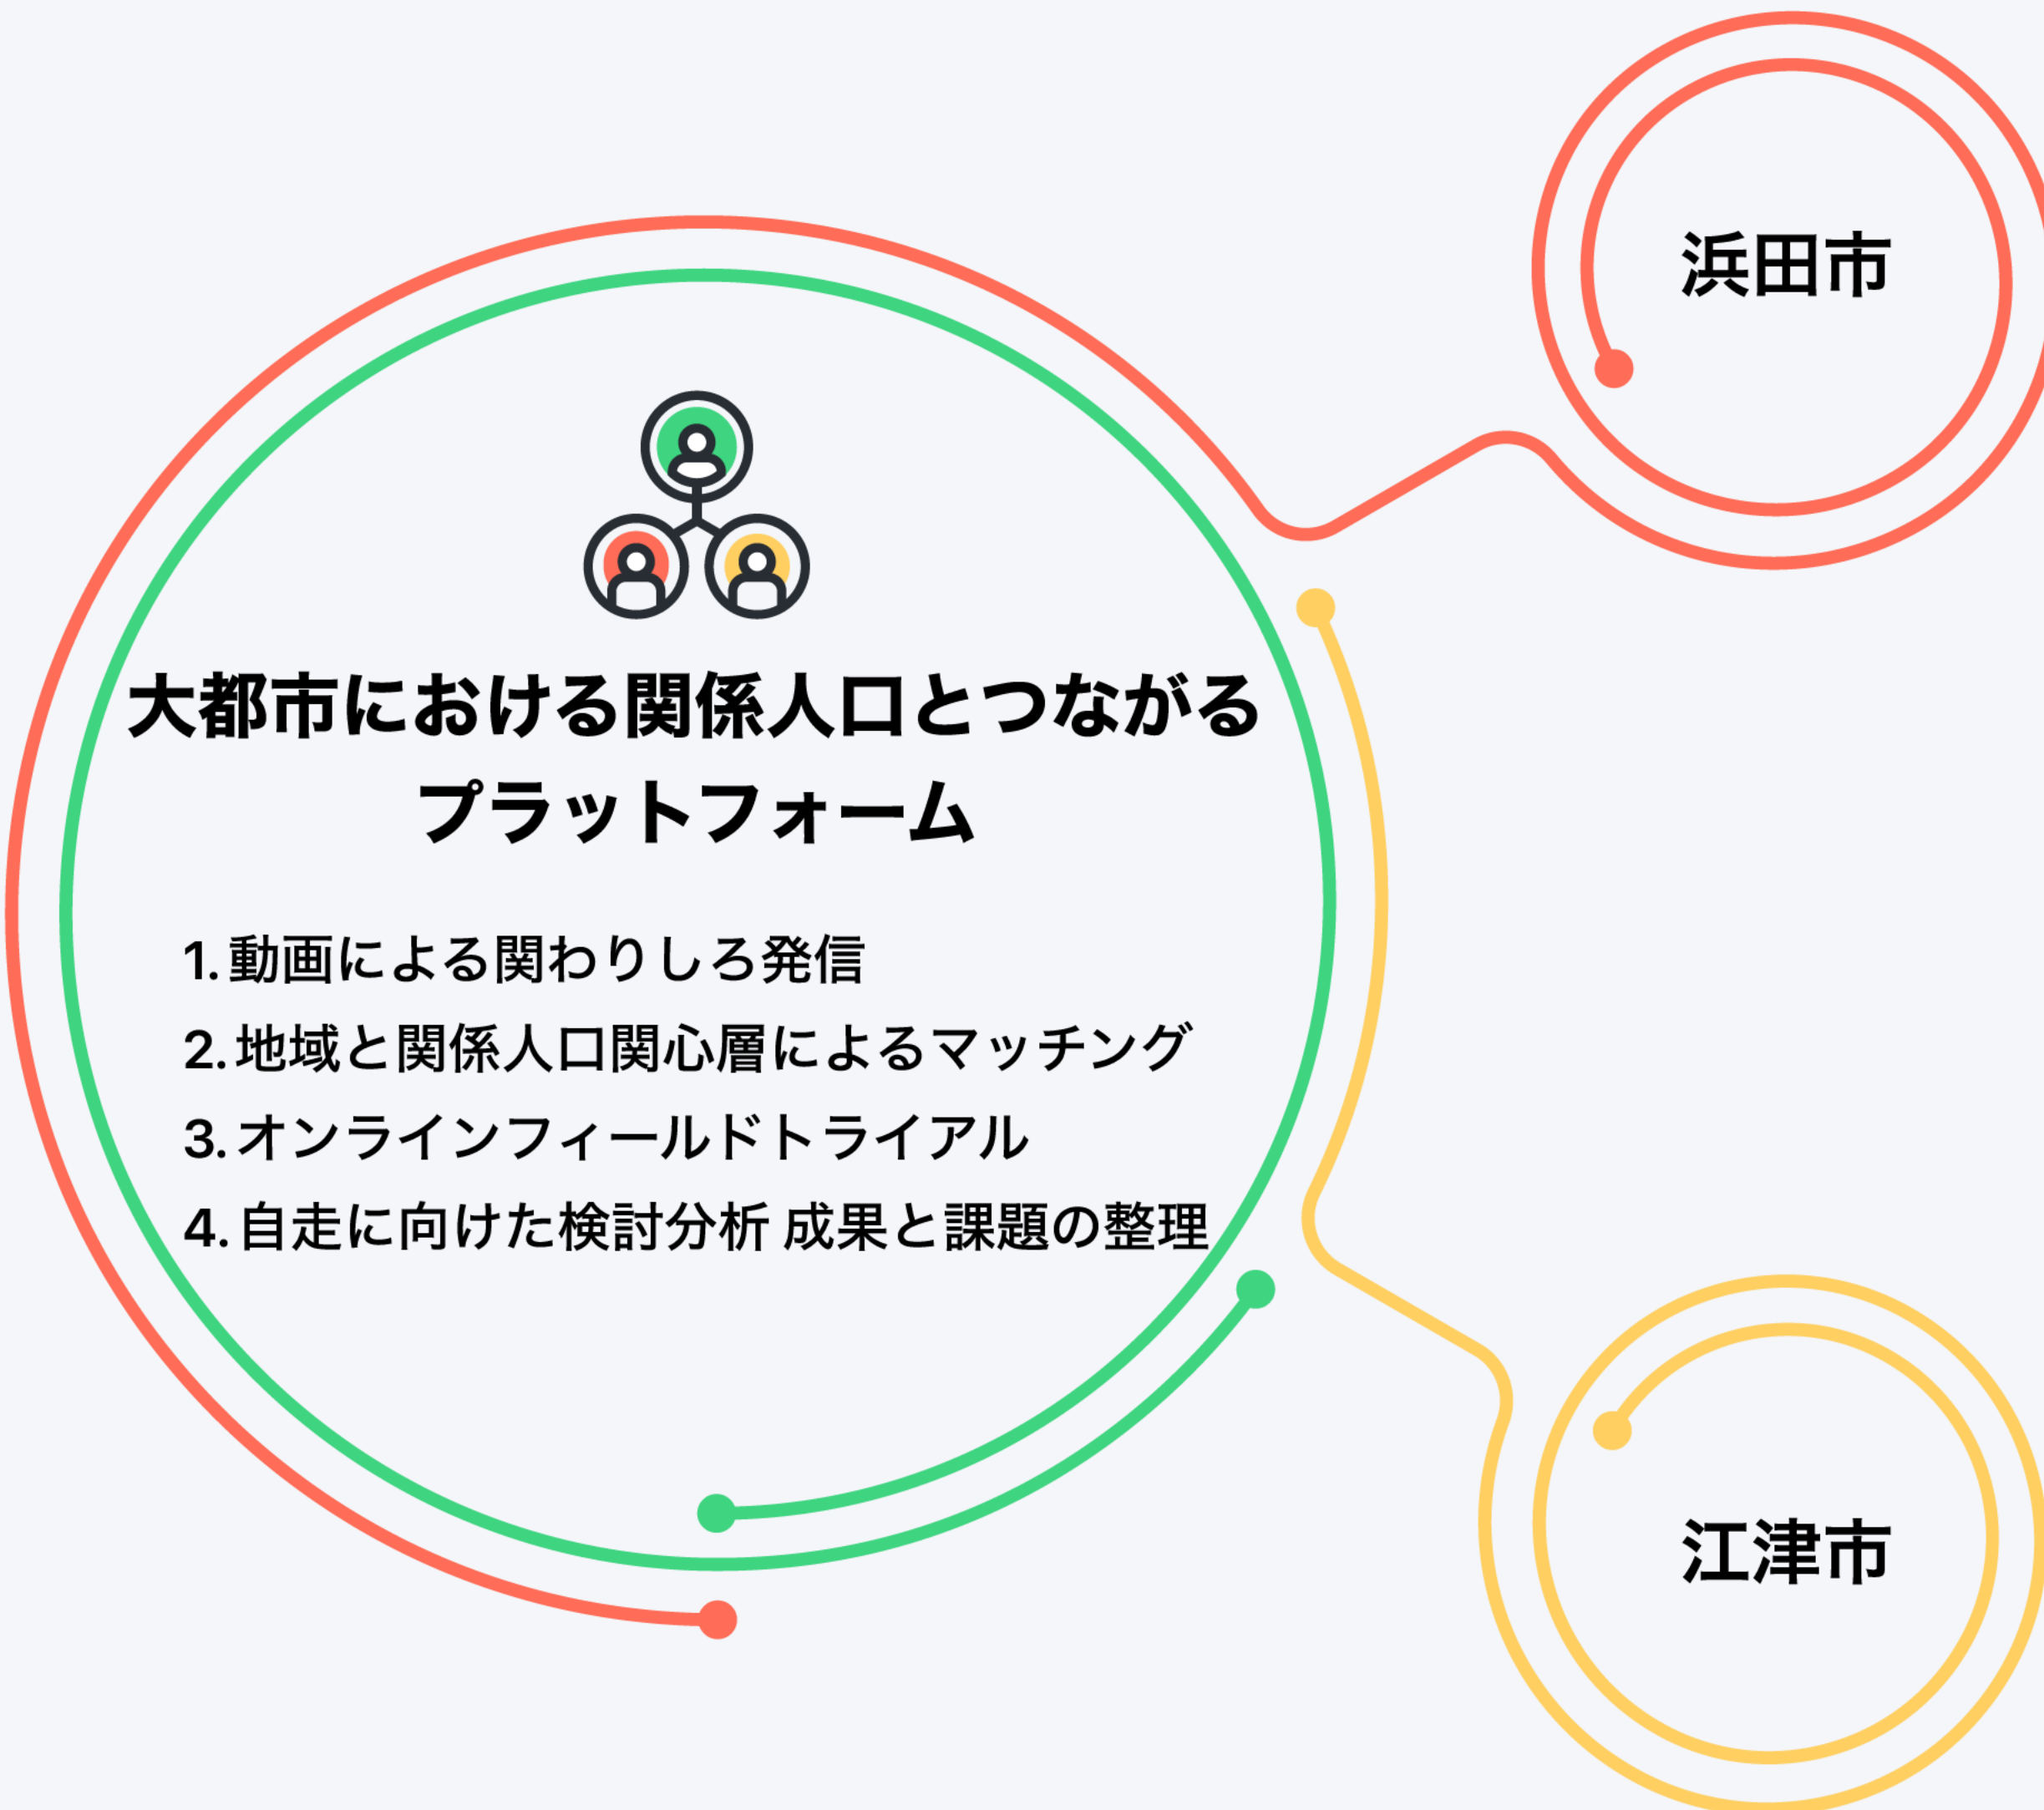 浜田市
大都市における関係人口とつながる
プラットフォーム
1. 動画による関わりしろ発信
2. 地域と関係人口関心層によるマッチング
3. オンラインフィールドトライアル
4. 自走に向けた検討分析 成果と課題の整理
江津市